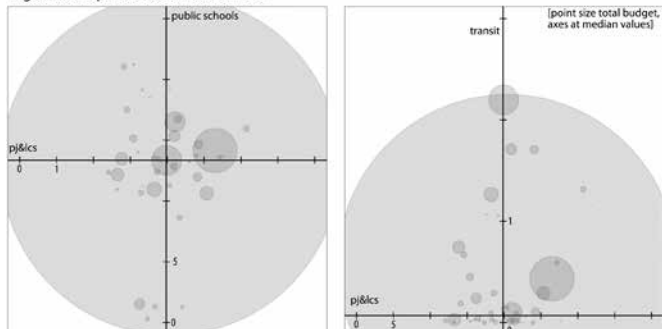 public schools
pj&lcs
0 1
5
0
[point size total budget,
axes at median values]
transit
1
pj&lcs
0 5